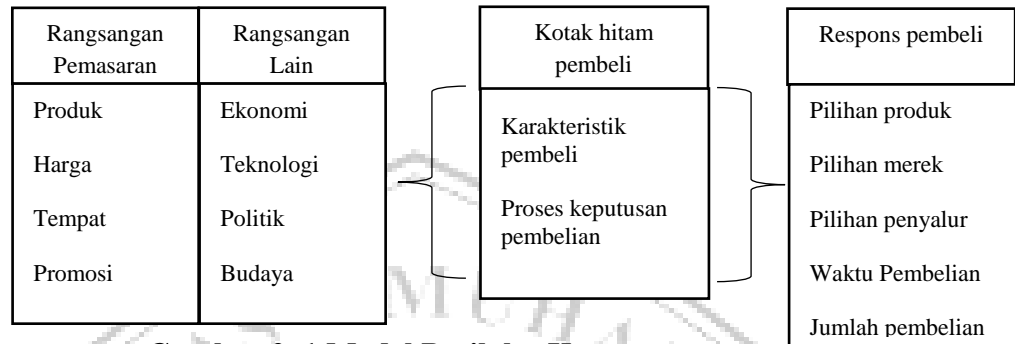 Rangsangan
Pemasaran
Produk
Harga
Tempat
Promosi
Rangsangan
Lain
Ekonomi
Teknologi
Politik
Budaya
Kotak hitam
pembeli
Karakteristik
pembeli
Proses keputusan
pembelian
Respons pembeli
Pilihan produk
Pilihan merek
Pilihan penyalur
Waktu Pembelian
Jumlah pembelian